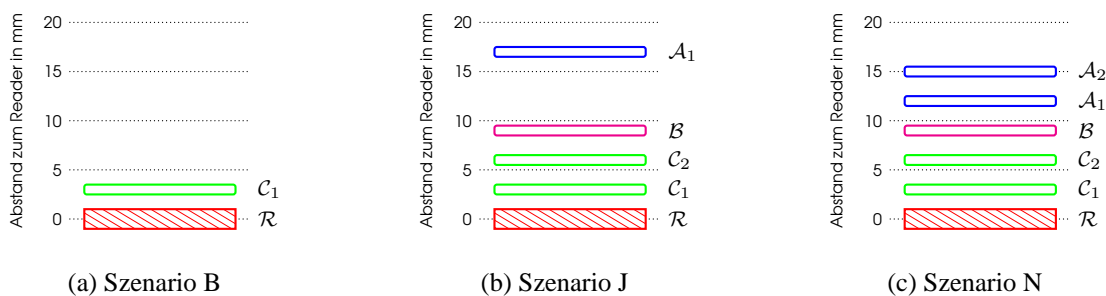 Abstand zum Reader in mm
20
15
10
5
0
C₁
R
(a) Szenario B
Abstand zum Reader in mm
20
15
10
5
0
A₁
B
C₂
C₁
R
(b) Szenario J
Abstand zum Reader in mm
20
15
10
5
0
A₂
A₁
B
C₂
C₁
R
(c) Szenario N